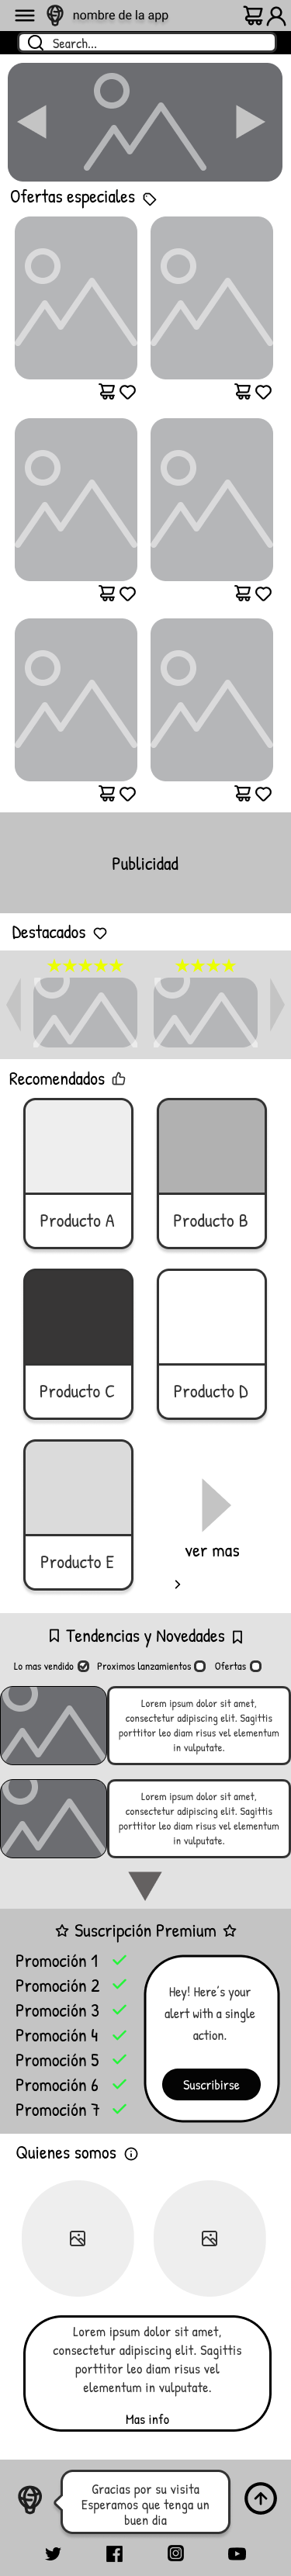 nombre de la app
Search...
Ofertas especiales
Publicidad
Destacados
Recomendados
Producto A
Producto B
Producto C
Producto D
Producto E
ver mas
Tendencias y Novedades
Lo mas vendido
Proximos lanzamientos
Ofertas
Lorem ipsum dolor sit amet,
consectetur adipiscing elit. Sagittis
porttitor leo diam risus vel elementum
in vulputate.
Lorem ipsum dolor sit amet,
consectetur adipiscing elit. Sagittis
porttitor leo diam risus vel elementum
in vulputate.
Suscripción Premium
Promoción 1
Promoción 2
Promoción 3
Promoción 4
Promoción 5
Promoción 6
Promoción 7
Hey! Here's your
alert with a single
action.
Suscribirse
Quienes somos
Lorem ipsum dolor sit amet,
consectetur adipiscing elit. Sagittis
porttitor leo diam risus vel
elementum in vulputate.
Mas info
Gracias por su visita
Esperamos que tenga un
buen dia